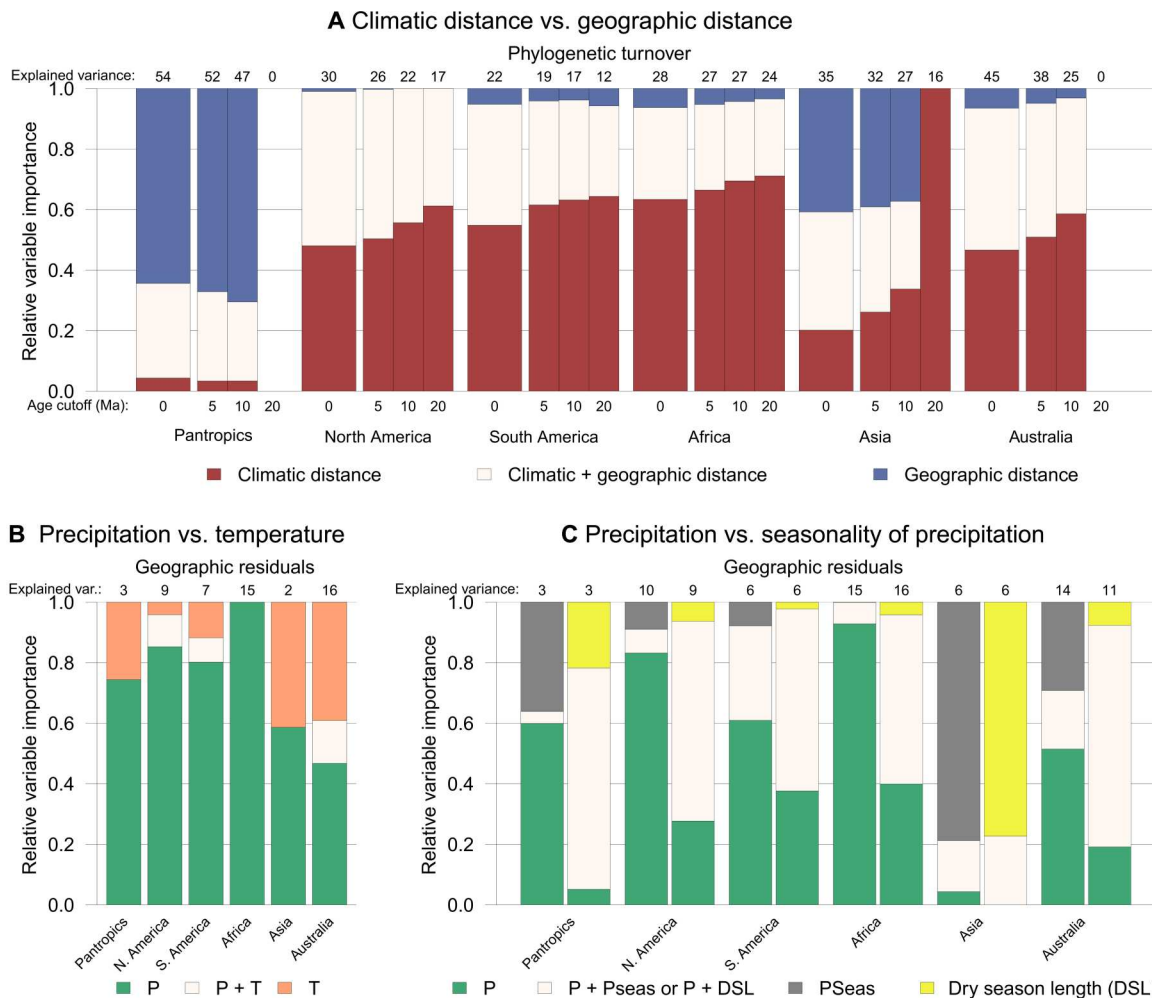 A Climatic distance vs. geographic distance
Phylogenetic turnover
Explained variance: 54 52 47 0 30 26 22 17 22 19 17 12 28 27 27 24 35 32 27 16 45 38 25 0
Relative variable importance
1.0
0.8
0.6
0.4
0.2
0.0
Age cutoff (Ma): 0 5 10 20 0 5 10 20 0 5 10 20 0 5 10 20 0 5 10 20 0 5 10 20
Pantropics North America South America Africa Asia Australia
Climatic distance Climatic + geographic distance Geographic distance
B Precipitation vs. temperature
Geographic residuals
Explained var.: 3 9 7 15 2 16
Relative variable importance
1.0
0.8
0.6
0.4
0.2
0.0
Pantropics N. America S. America Africa Asia Australia
P P + T T
C Precipitation vs. seasonality of precipitation
Geographic residuals
Explained variance: 3 3 10 9 6 6 15 16 6 6 14 11
Relative variable importance
1.0
0.8
0.6
0.4
0.2
0.0
Pantropics N. America S. America Africa Asia Australia
P P + Pseas or P + DSL PSeas Dry season length (DSL